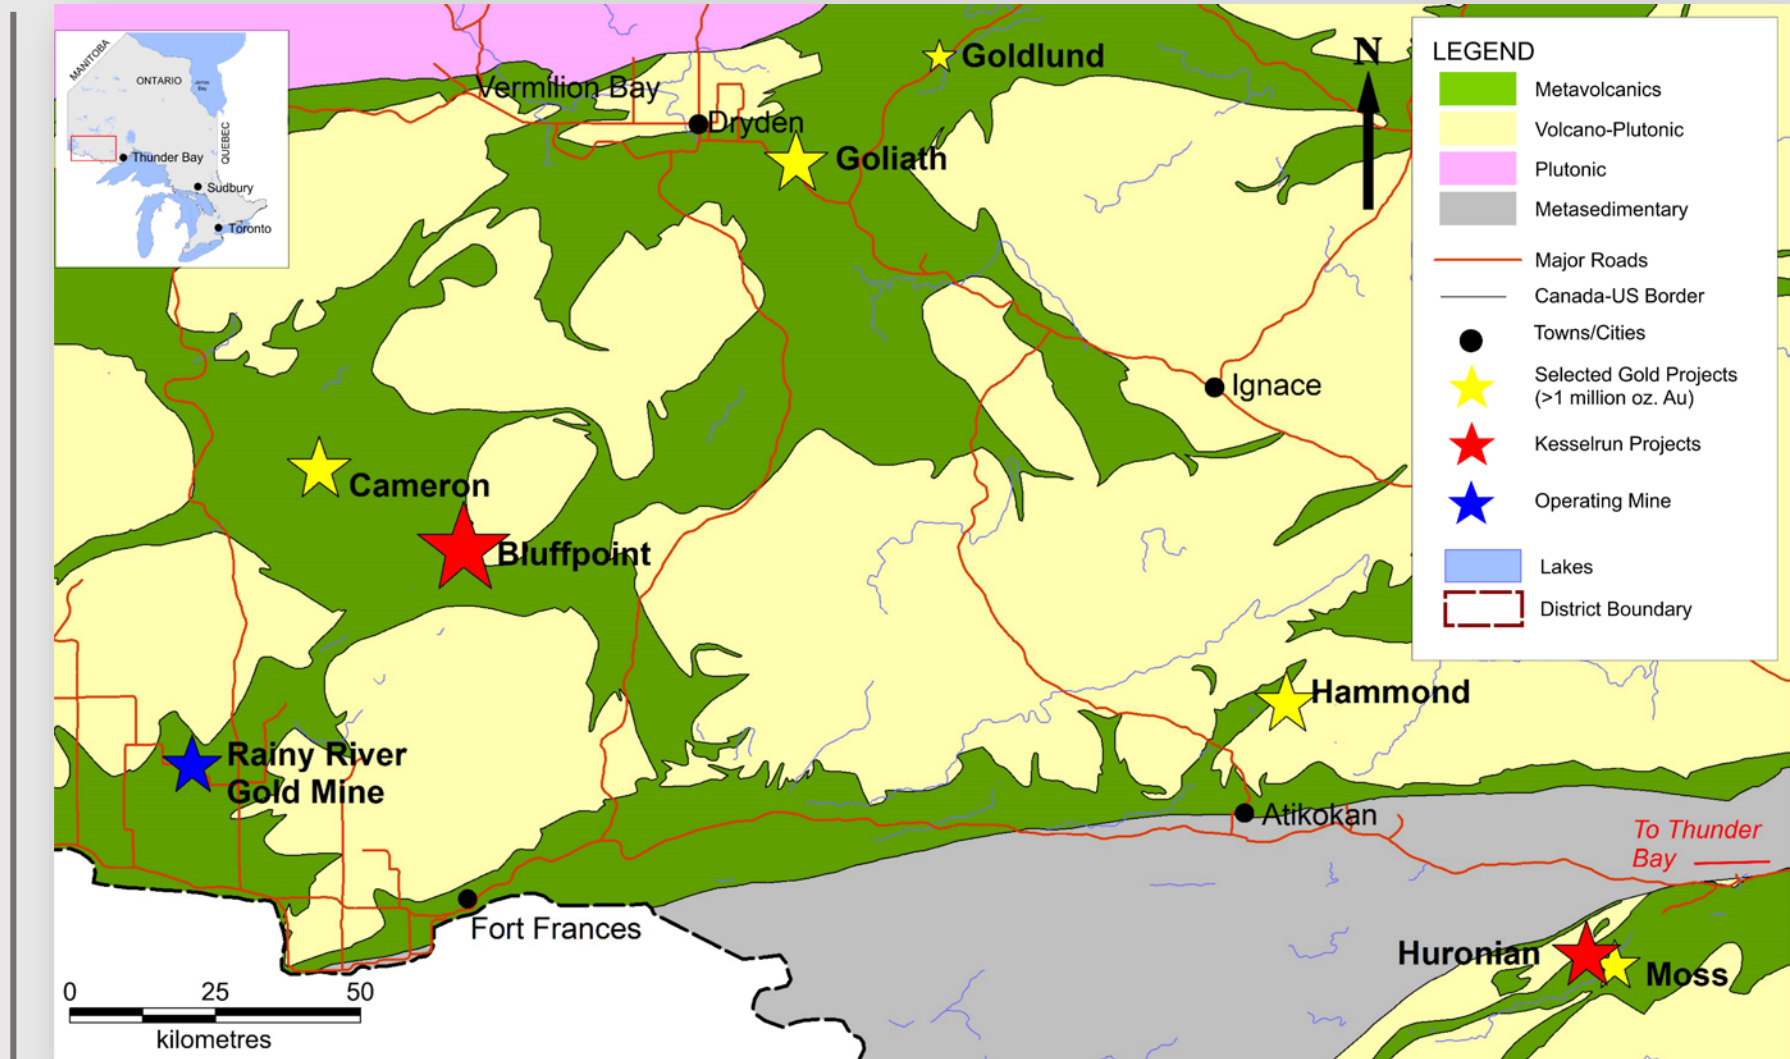 MANITOBA
ONTARIO
James
Bay
QUEBEC
Thunder Bay
Sudbury
Toronto
Vermilion Bay
Dryden
Goldlund
Goliath
N
Ignace
Cameron
Bluffpoint
Hammond
Rainy River
Gold Mine
Atikokan
To Thunder
Bay
Fort Frances
Huronian
Moss
0 25 50
kilometres
LEGEND
Metavolcanics
Volcano-Plutonic
Plutonic
Metasedimentary
Major Roads
Canada-US Border
Towns/Cities
Selected Gold Projects
(>1 million oz. Au)
Kesselrun Projects
Operating Mine
Lakes
District Boundary